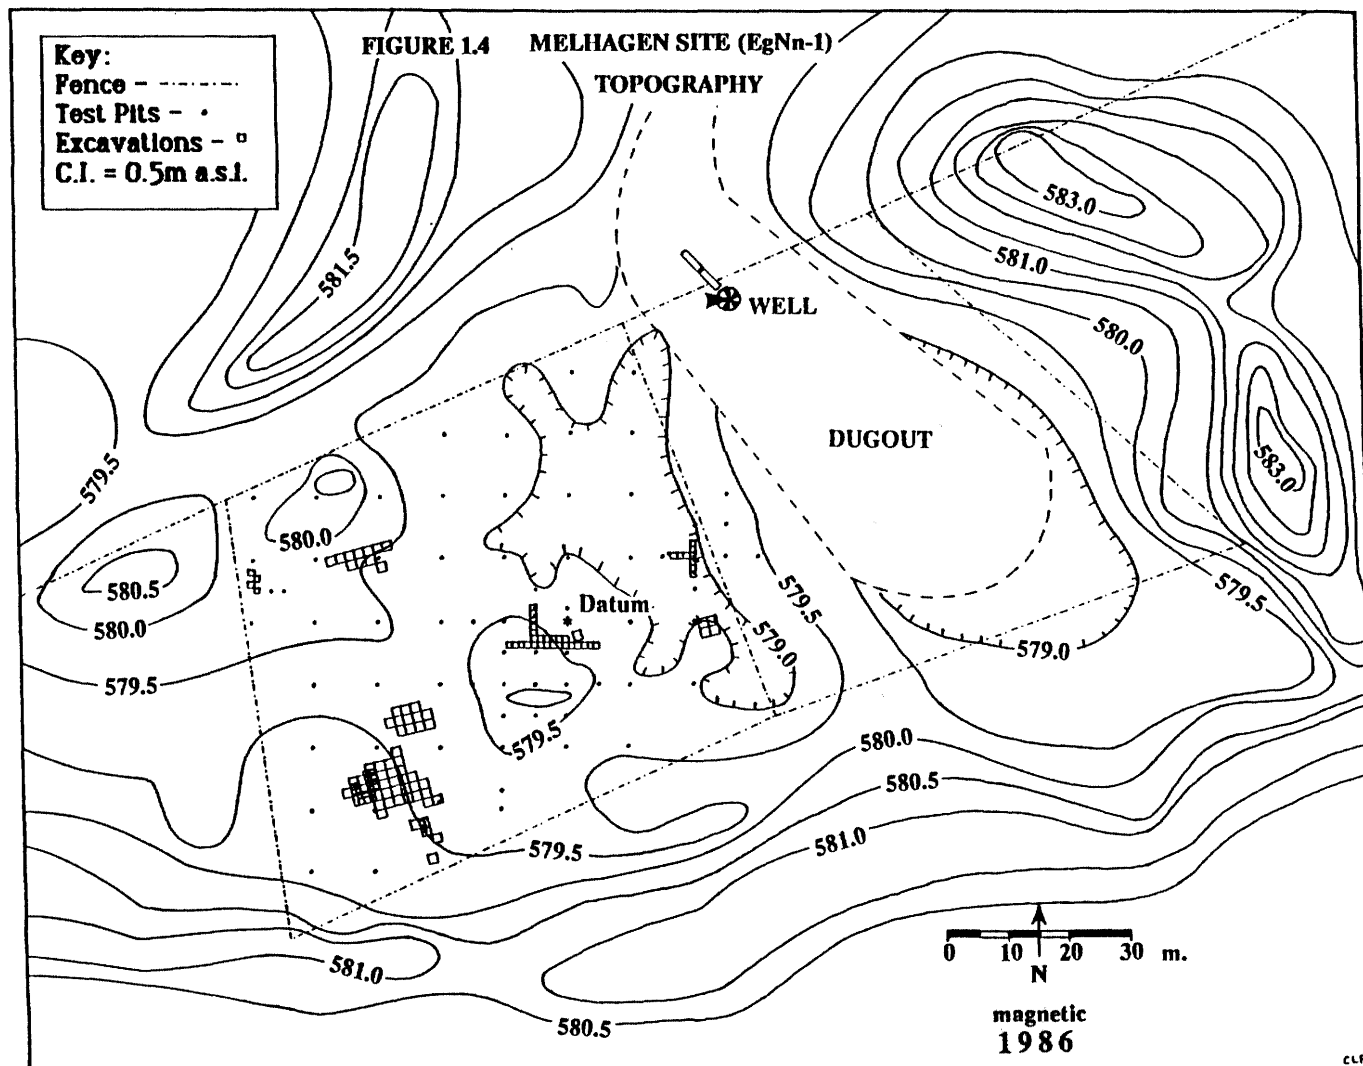 Key:
Fence -
Test Pits -
Excavations -
C.I. = 0.5m a.s.l.
FIGURE 1.4 MELHAGEN SITE (EgNn-1)
TOPOGRAPHY
583.0
581.5
581.0
WELL
580.0
DUGOUT
583.0
579.5
580.0
580.5
580.0
Datum
579.5
579.5
579.0
579.0
579.5
579.5
580.0
580.5
581.0
579.5
581.0
580.5
0 10 20 30 m.
N
magnetic
1986